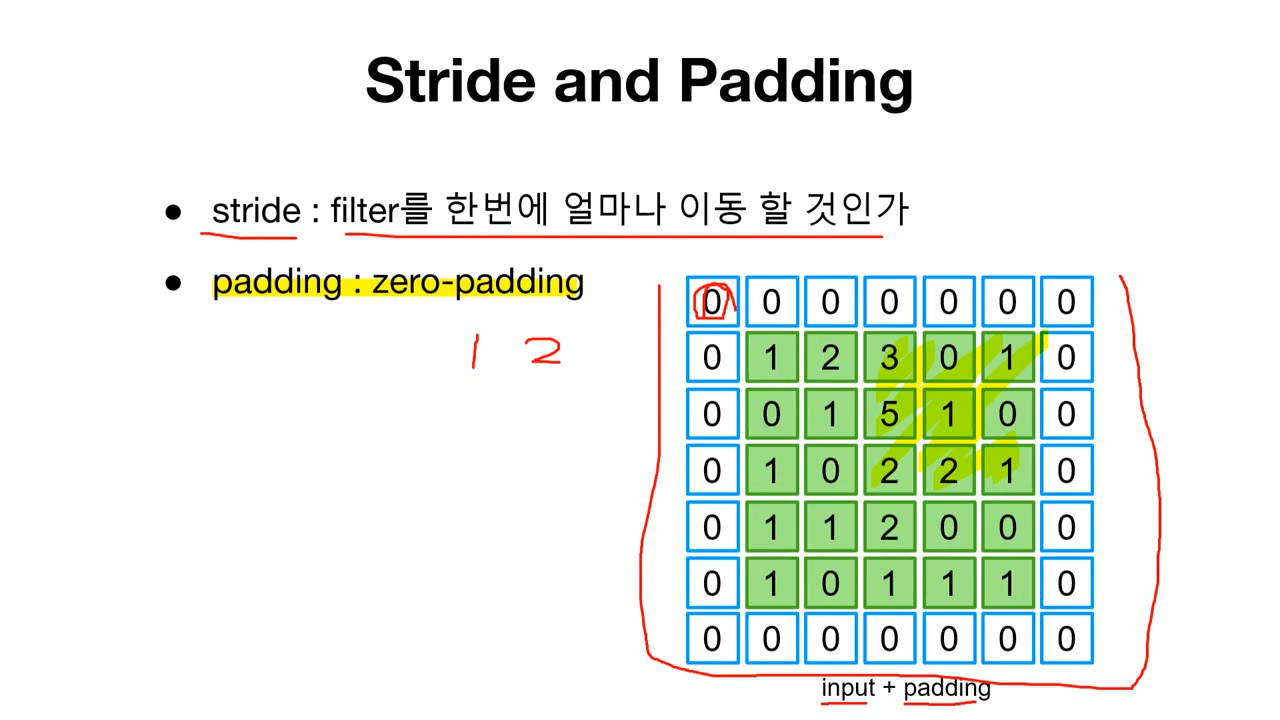 Stride and Padding
● stride : filter를 한번에 얼마나 이동 할 것인가
● padding : zero-padding
1 2
0 0 0 0 0 0 0
0 1 2 3 0 1 0
0 0 1 5 1 0 0
0 1 0 2 2 1 0
0 1 1 2 0 0 0
0 1 0 1 1 1 0
0 0 0 0 0 0 0
input + padding